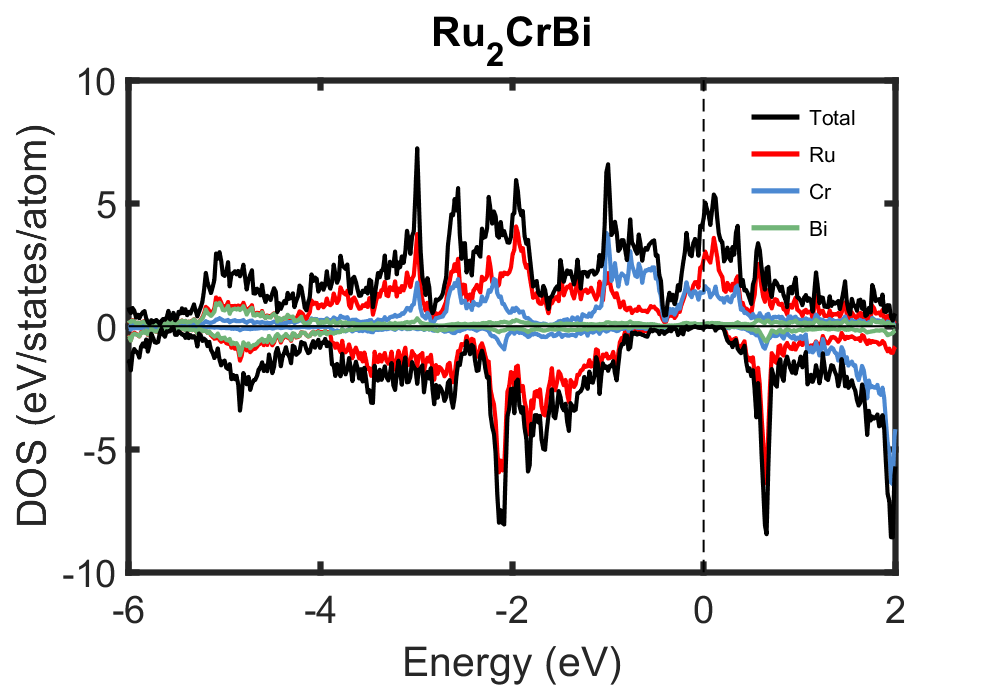 Ru₂CrBi
DOS (eV/states/atom)
10
5
0
-5
-10
Total
Ru
Cr
Bi
-6 -4 -2 0 2
Energy (eV)